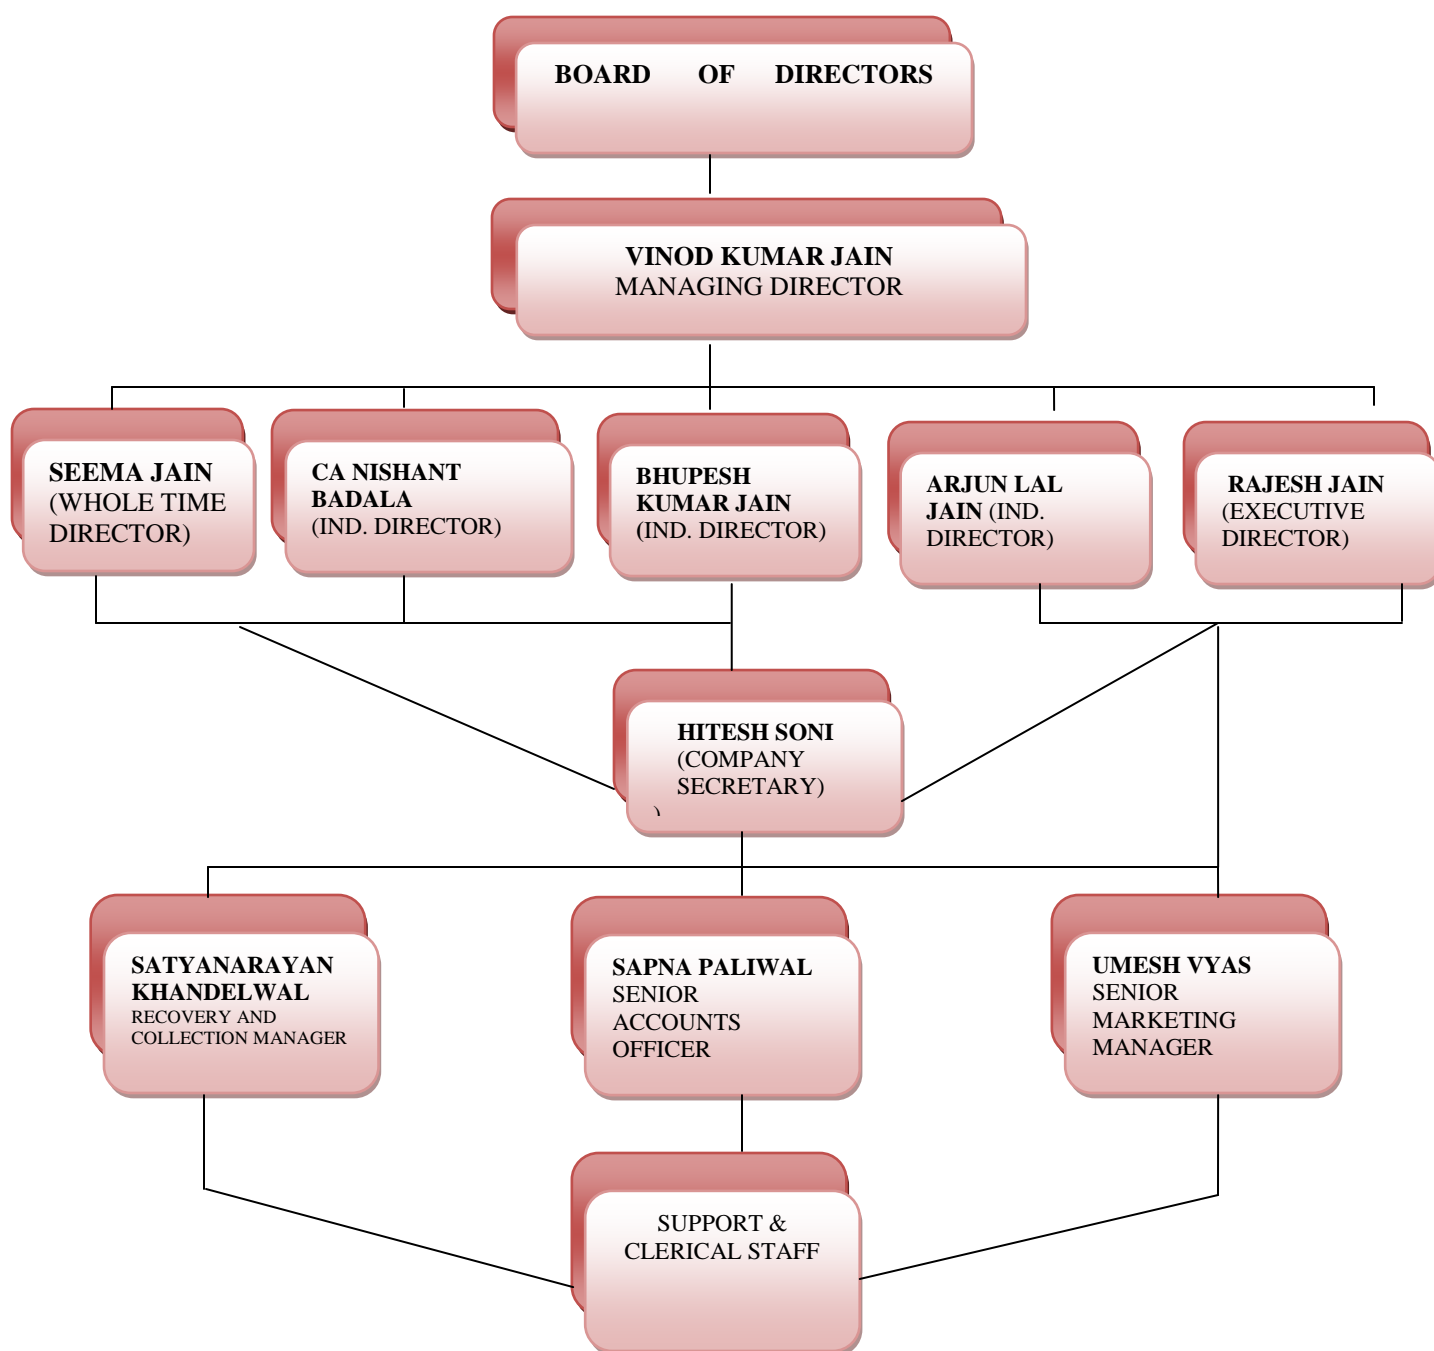 BOARD OF DIRECTORS
VINOD KUMAR JAIN
MANAGING DIRECTOR
SEEMA JAIN
(WHOLE TIME
DIRECTOR)
CA NISHANT
BADALA
(IND. DIRECTOR)
BHUPESH
KUMAR JAIN
(IND. DIRECTOR)
ARJUN LAL
JAIN (IND.
DIRECTOR)
RAJESH JAIN
(EXECUTIVE
DIRECTOR)
HITESH SONI
(COMPANY
SECRETARY)
)
SATYANARAYAN
KHANDELWAL
RECOVERY AND
COLLECTION MANAGER
SAPNA PALIWAL
SENIOR
ACCOUNTS
OFFICER
UMESH VYAS
SENIOR
MARKETING
MANAGER
SUPPORT &
CLERICAL STAFF